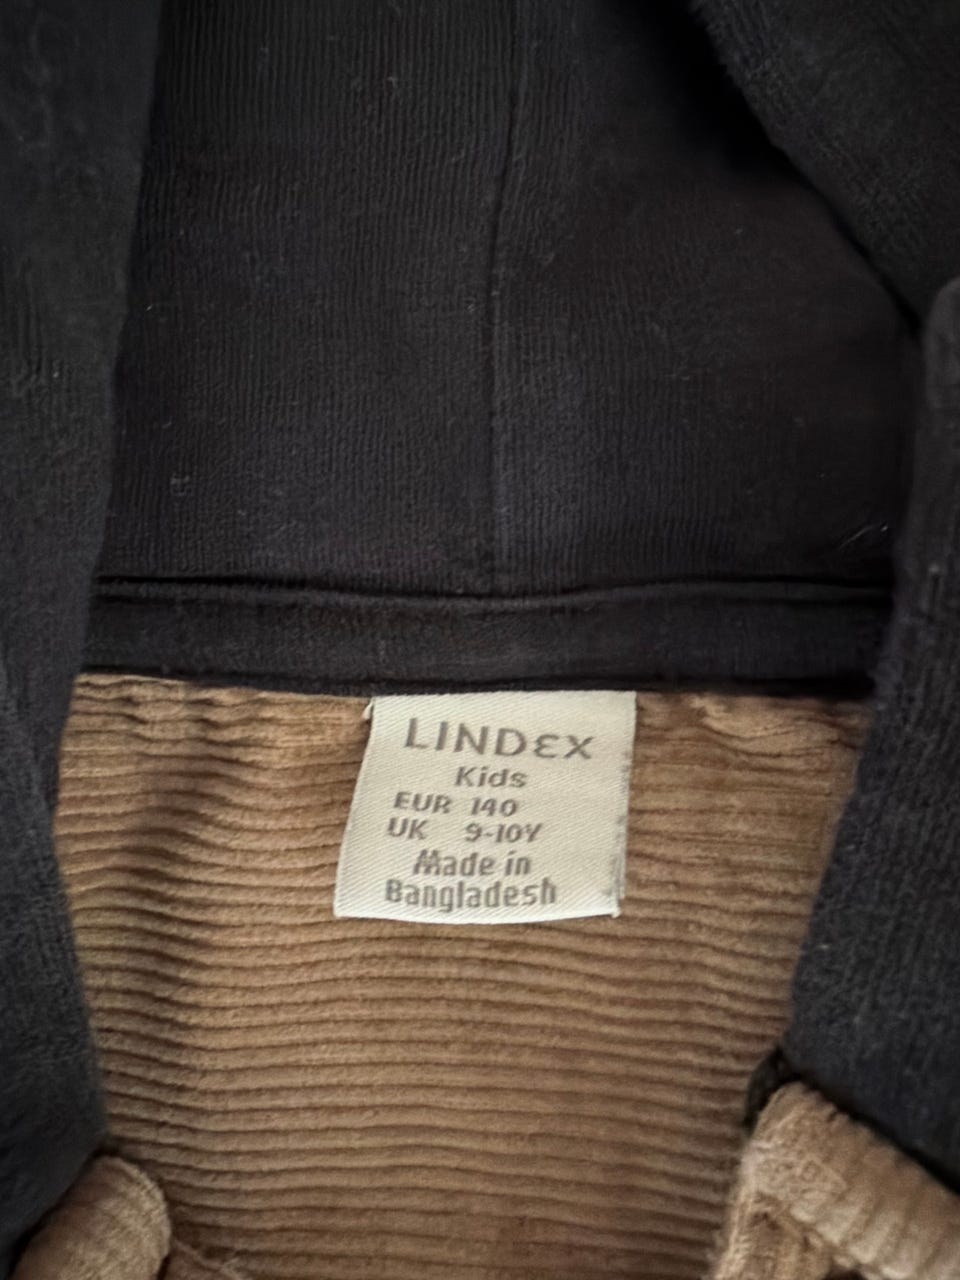 LINDEX
Kids
EUR 140
UK 9-10Y
Made in
Bangladesh